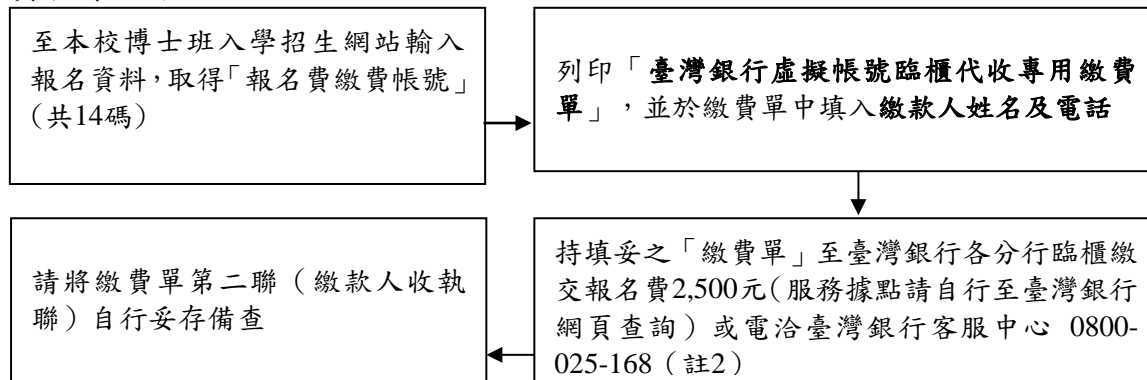 至本校博士班入學招生網站輸入
報名資料，取得「報名費繳費帳號」
（共14碼）
列印「臺灣銀行虛擬帳號臨櫃代收專用繳費
單」，並於繳費單中填入繳款人姓名及電話
持填妥之「繳費單」至臺灣銀行各分行臨櫃繳
交報名費2,500元（服務據點請自行至臺灣銀行
網頁查詢）或電洽臺灣銀行客服中心 0800-
025-168（註2）
請將繳費單第二聯（繳款人收執
聯）自行妥存備查